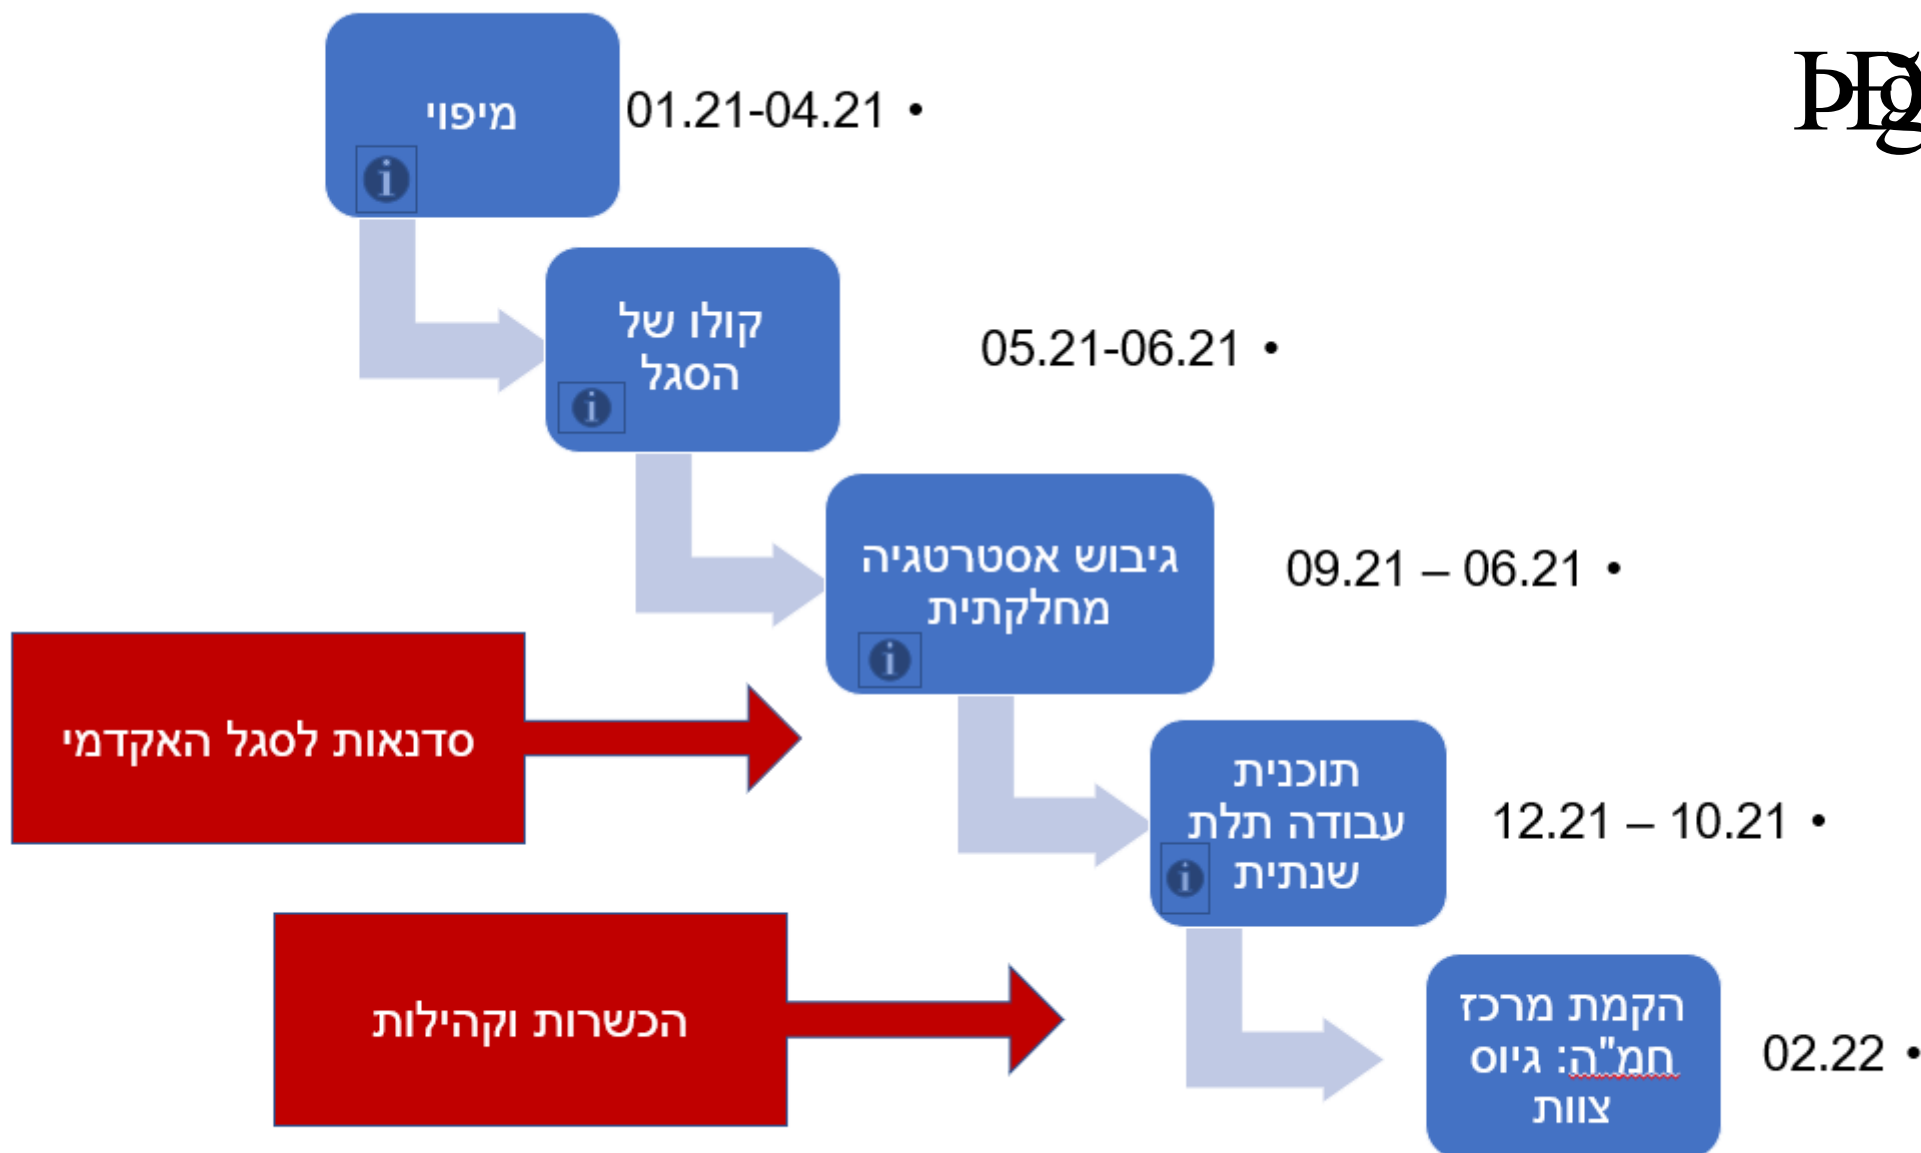 מיפוי
01.21-04.21 •
קולו של
הסגל
05.21-06.21 •
גיבוש אסטרטגיה
מחלקתית
09.21 – 06.21 •
סדנאות לסגל האקדמי
תוכנית
עבודה תלת
שנתית
12.21 – 10.21 •
הכשרות וקהילות
הקמת מרכז
חמ"ה: גיוס
צוות
02.22 •